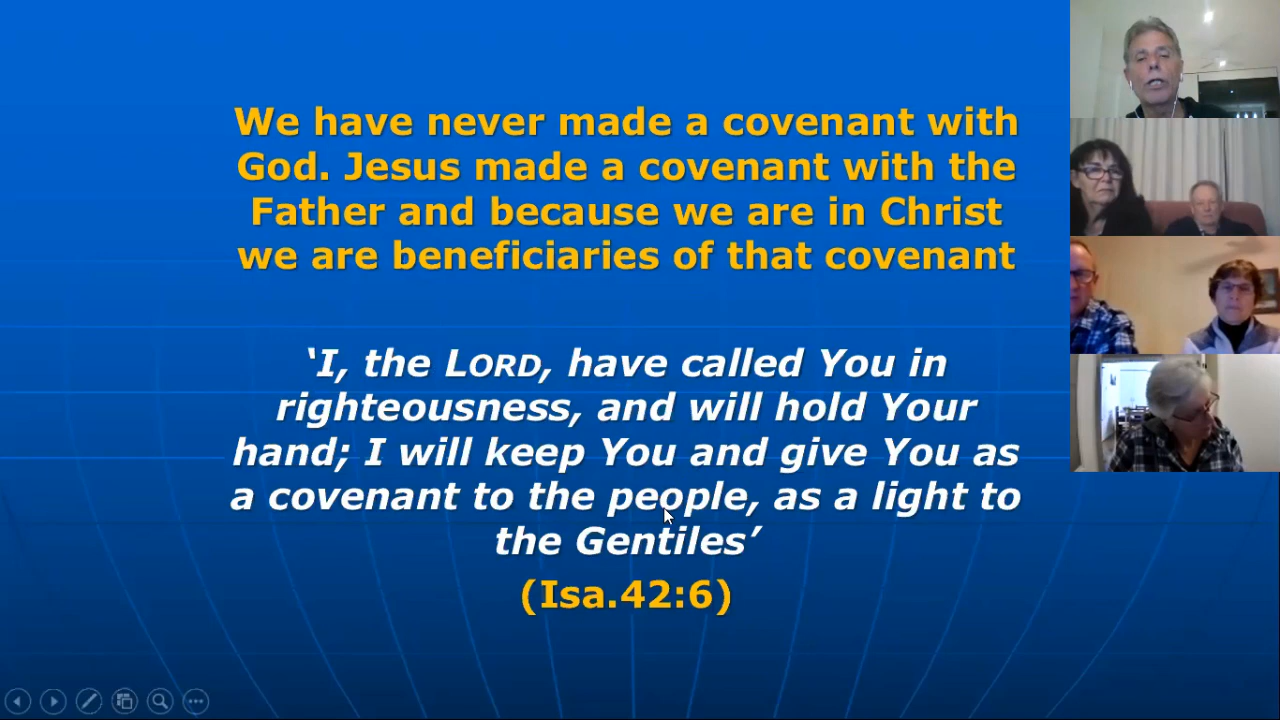 We have never made a covenant with
God. Jesus made a covenant with the
Father and because we are in Christ
we are beneficiaries of that covenant
‘I, the LORD, have called You in
righteousness, and will hold Your
hand; I will keep You and give You as
a covenant to the people, as a light to
the Gentiles’
(Isa.42:6)